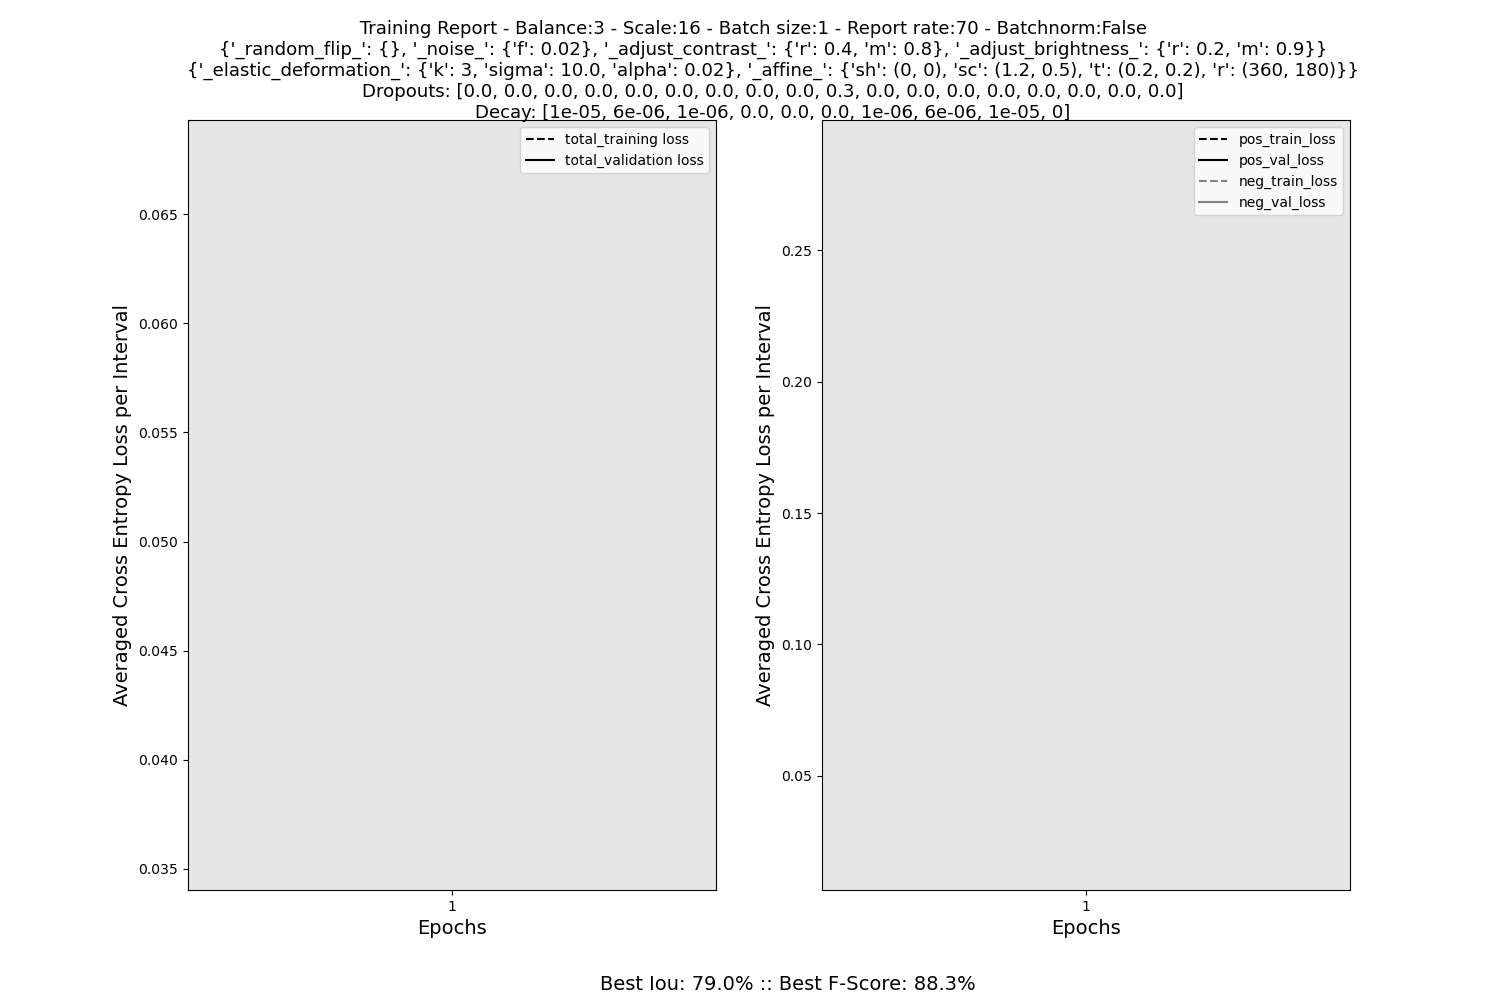 Training Report - Balance:3 - Scale:16 - Batch size:1 - Report rate:70 - Batchnorm:False
{'_random_flip_': {}, '_noise_': {'f': 0.02}, '_adjust_contrast_': {'r': 0.4, 'm': 0.8}, '_adjust_brightness_': {'r': 0.2, 'm': 0.9}}
{'_elastic_deformation_': {'k': 3, 'sigma': 10.0, 'alpha': 0.02}, '_affine_': {'sh': (0, 0), 'sc': (1.2, 0.5), 't': (0.2, 0.2), 'r': (360, 180)}}
Dropouts: [0.0, 0.0, 0.0, 0.0, 0.0, 0.0, 0.0, 0.0, 0.0, 0.3, 0.0, 0.0, 0.0, 0.0, 0.0, 0.0, 0.0, 0.0]
Decay: [1e-05, 6e-06, 1e-06, 0.0, 0.0, 0.0, 1e-06, 6e-06, 1e-05, 0]
total_training loss
total_validation loss
0.065
0.060
0.055
0.050
0.045
0.040
0.035
Averaged Cross Entropy Loss per Interval
1
Epochs
pos_train_loss
pos_val_loss
neg_train_loss
neg_val_loss
0.25
0.20
0.15
0.10
0.05
Averaged Cross Entropy Loss per Interval
1
Epochs
Best Iou: 79.0% :: Best F-Score: 88.3%